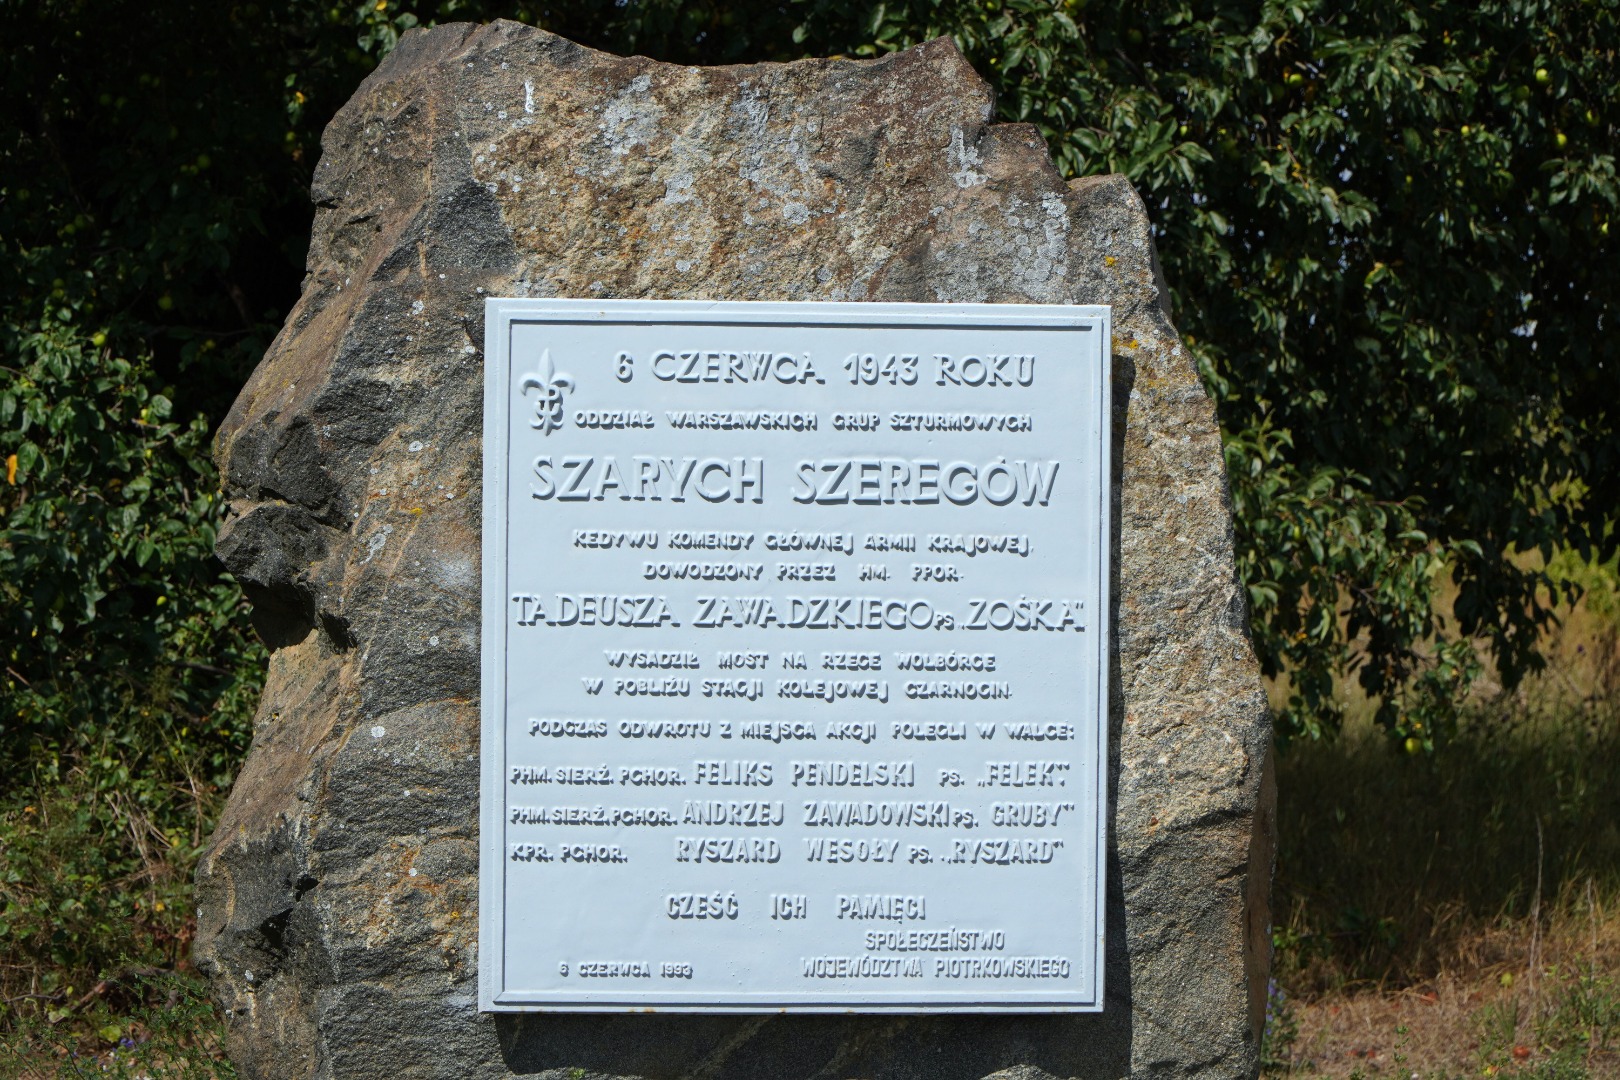 6 CZERWCA 1943 ROKU
ODDZIAŁ WARSZAWSKICH GRUP SZTURMOWYCH
SZARYCH SZEREGÓW
KEDYWU KOMENDY GŁÓWNEJ ARMII KRAJOWEJ,
DOWODZONY PRZEZ HM. PPOR.
TADEUSZA ZAWADZKIEGO PS. „ZOŚKA"
WYSADZIŁ MOST NA RZECE WOLBÓRCE
W POBLIŻU STACJI KOLEJOWEJ CZARNOCIN.
PODCZAS ODWROTU Z MIEJSCA AKCJI POLEGLI W WALCE:
PHM. SIERŻ. PCHOR. FELIKS PENDELSKI PS. „FELEK"
PHM. SIERŻ. PCHOR. ANDRZEJ ZAWADOWSKI PS. GRUBY"
KPR. PCHOR. RYSZARD WESOŁY PS. „RYSZARD"
CZEŚĆ ICH PAMIĘCI
SPOŁECZEŃSTWO
6 CZERWCA 1993 WOJEWÓDZTWA PIOTRKOWSKIEGO